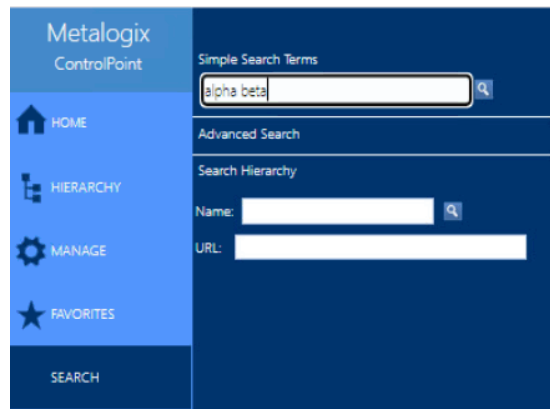 Metalogix
ControlPoint
HOME
HIERARCHY
MANAGE
FAVORITES
SEARCH
Simple Search Terms
alpha beta
Advanced Search
Search Hierarchy
Name:
URL: